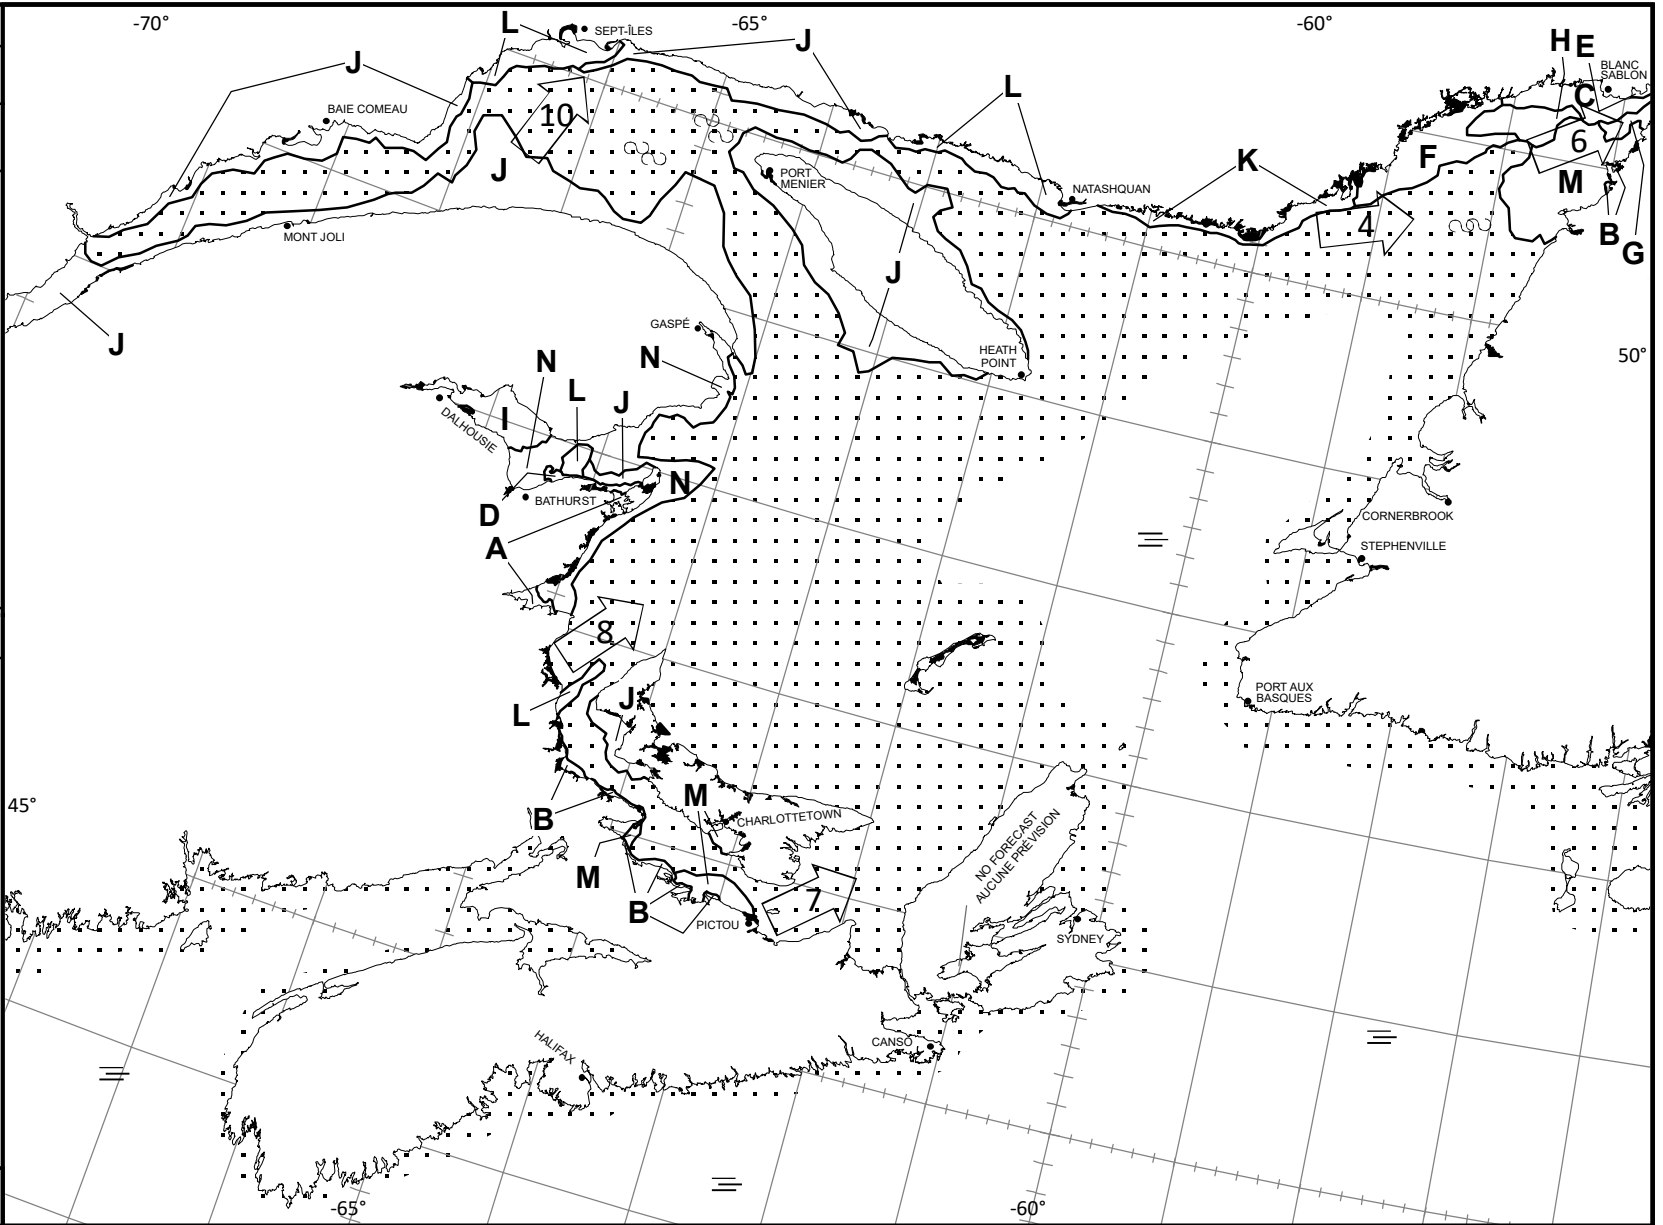 -70°
L
SEPT-ÎLES
-65°
J
-60°
H E
J
BLANC
SABLON
L
C
BAIE COMEAU
10
6
K
F
J
PORT
MENIER
M
NATASHQUAN
4
B
G
MONT JOLI
J
J
GASPÉ
HEATH
POINT
50°
N
N
L
J
DALHOUSIE
I
N
BATHURST
D
A
CORNERBROOK
STEPHENVILLE
8
J
L
PORT AUX
BASQUES
45°
M
B
CHARLOTTETOWN
NO FORECAST
AUCUNE PRÉVISION
M
7
B
PICTOU
SYDNEY
CANSO
HALIFAX
-65°
-60°